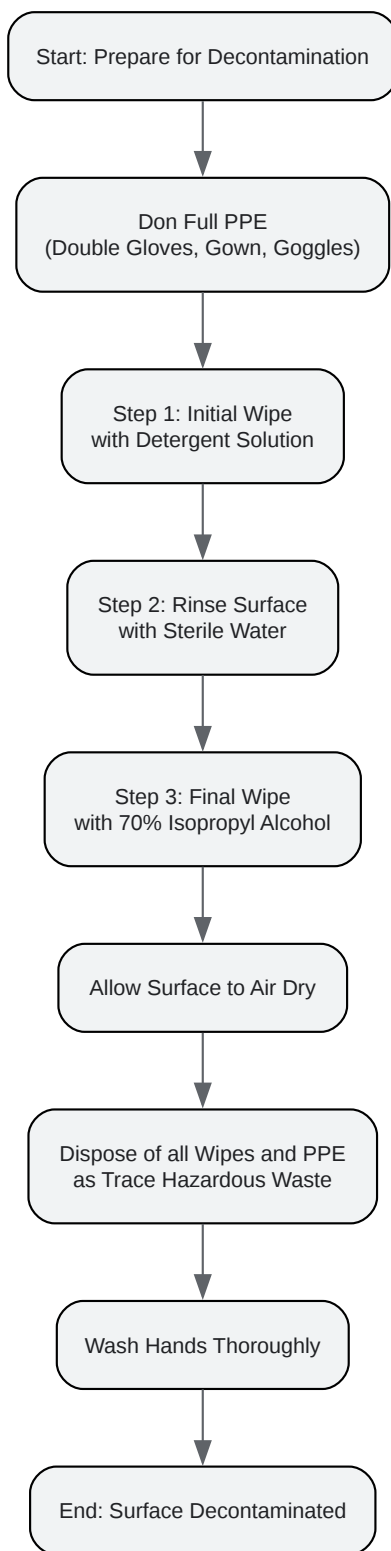 Start: Prepare for Decontamination
Don Full PPE
(Double Gloves, Gown, Goggles)
Step 1: Initial Wipe
with Detergent Solution
Step 2: Rinse Surface
with Sterile Water
Step 3: Final Wipe
with 70% Isopropyl Alcohol
Allow Surface to Air Dry
Dispose of all Wipes and PPE
as Trace Hazardous Waste
Wash Hands Thoroughly
End: Surface Decontaminated